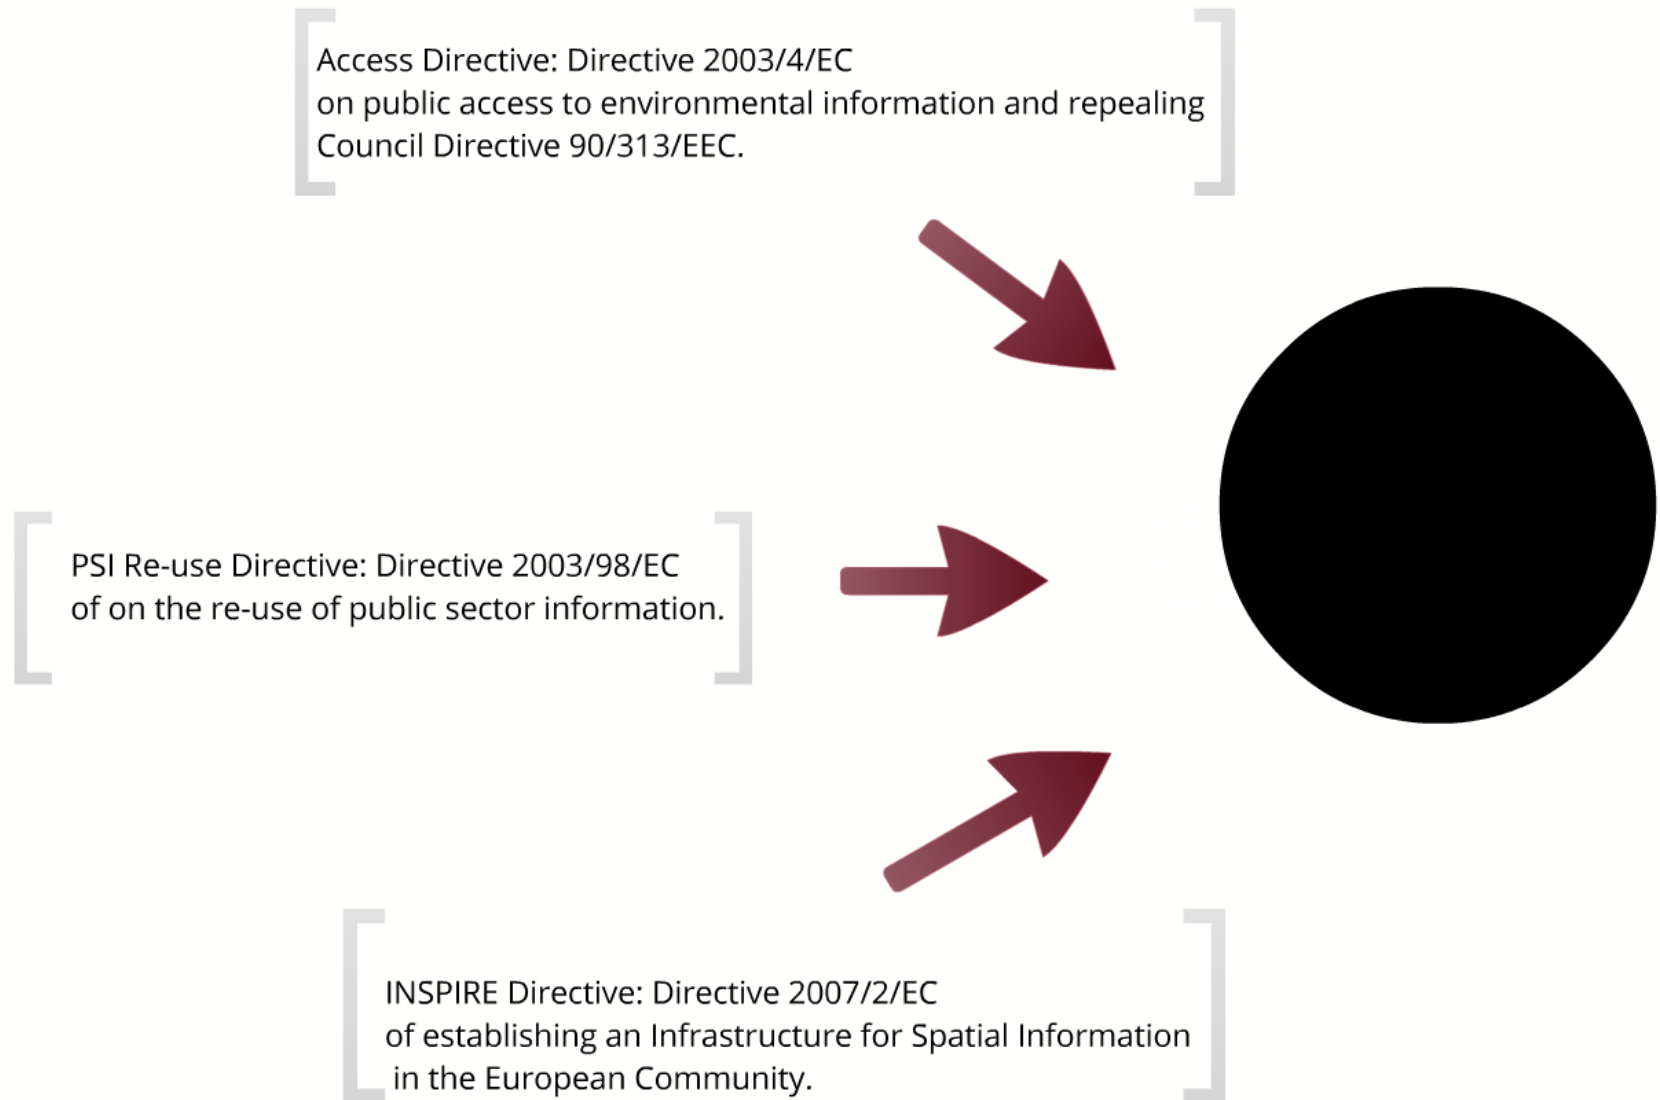 Access Directive: Directive 2003/4/EC
on public access to environmental information and repealing
Council Directive 90/313/EEC.
PSI Re-use Directive: Directive 2003/98/EC
of on the re-use of public sector information.
INSPIRE Directive: Directive 2007/2/EC
of establishing an Infrastructure for Spatial Information
in the European Community.